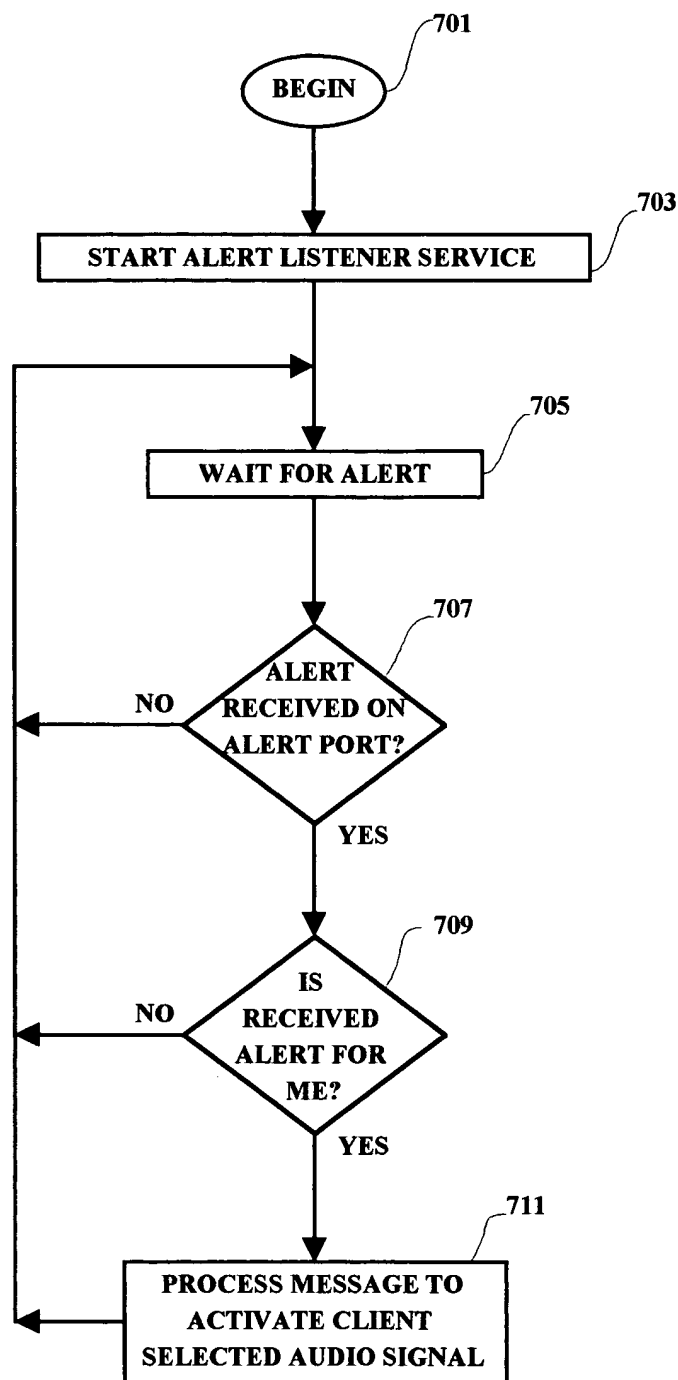 701
BEGIN
703
START ALERT LISTENER SERVICE
705
WAIT FOR ALERT
707
ALERT
RECEIVED ON
ALERT PORT?
NO
YES
709
IS
RECEIVED
ALERT FOR
ME?
NO
YES
711
PROCESS MESSAGE TO
ACTIVATE CLIENT
SELECTED AUDIO SIGNAL